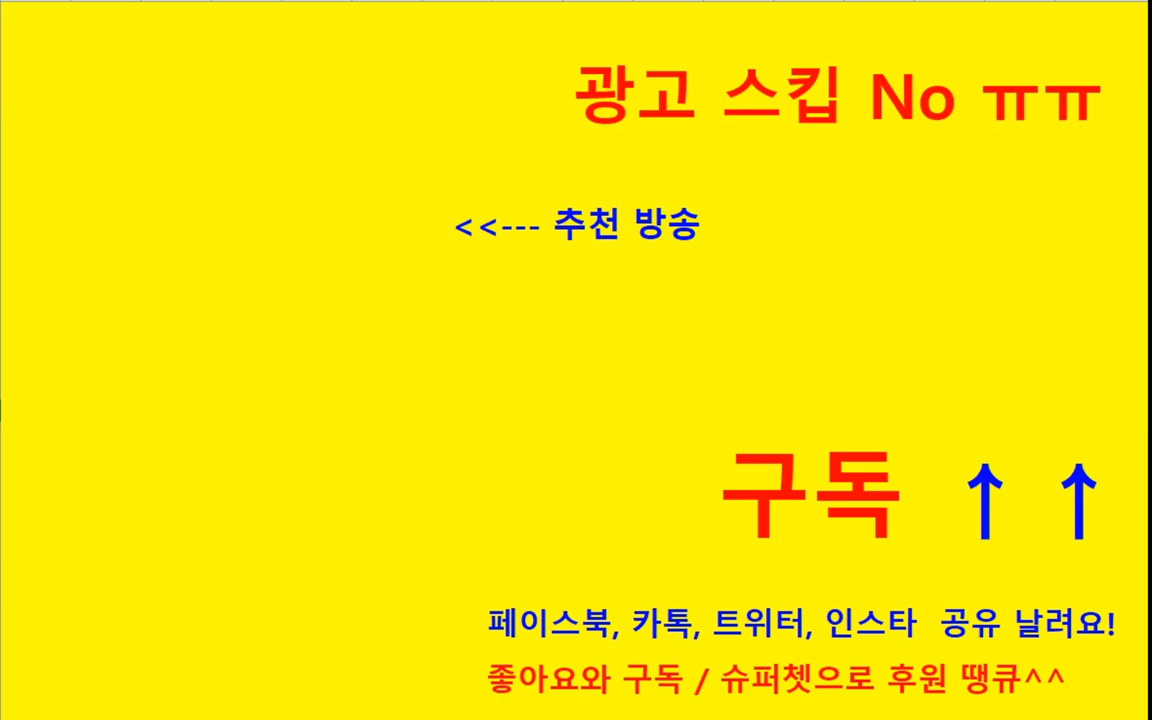 광고 스킵 No ㅠㅠ
<<--- 추천 방송
구독 ↑ ↑
페이스북, 카톡, 트위터, 인스타 공유 날려요!
좋아요와 구독 / 슈퍼쳇으로 후원 땡큐^^